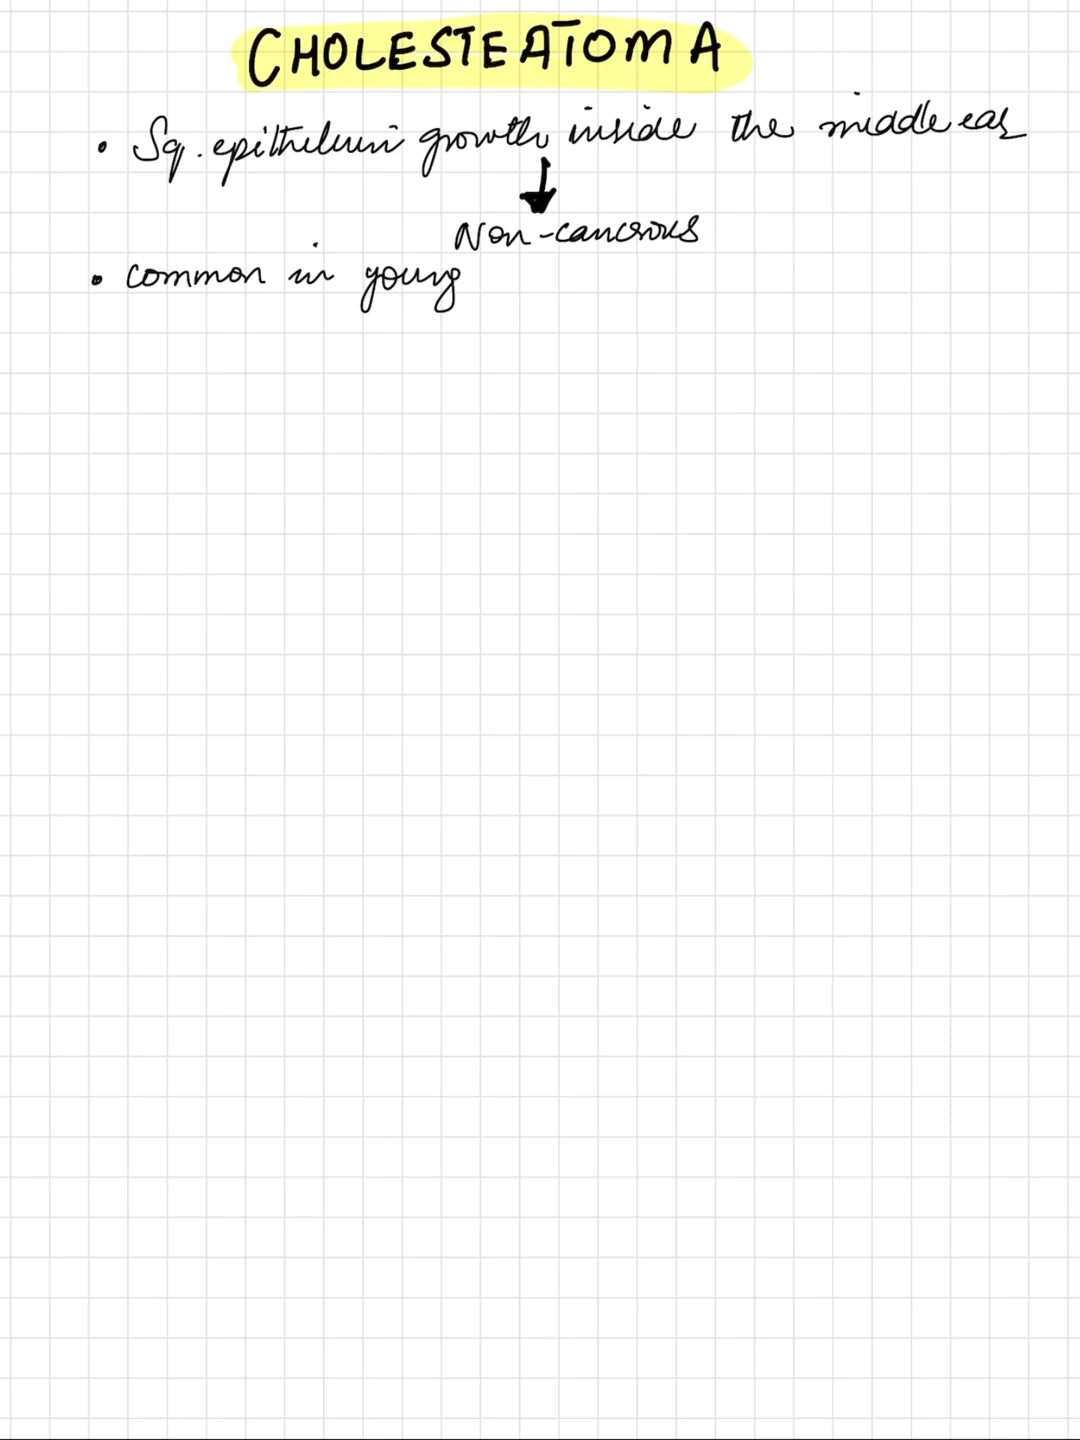 CHOLESTEATOMA
• Sq. epithelium growth inside the middle ear
↓
Non-cancerous
• common in young